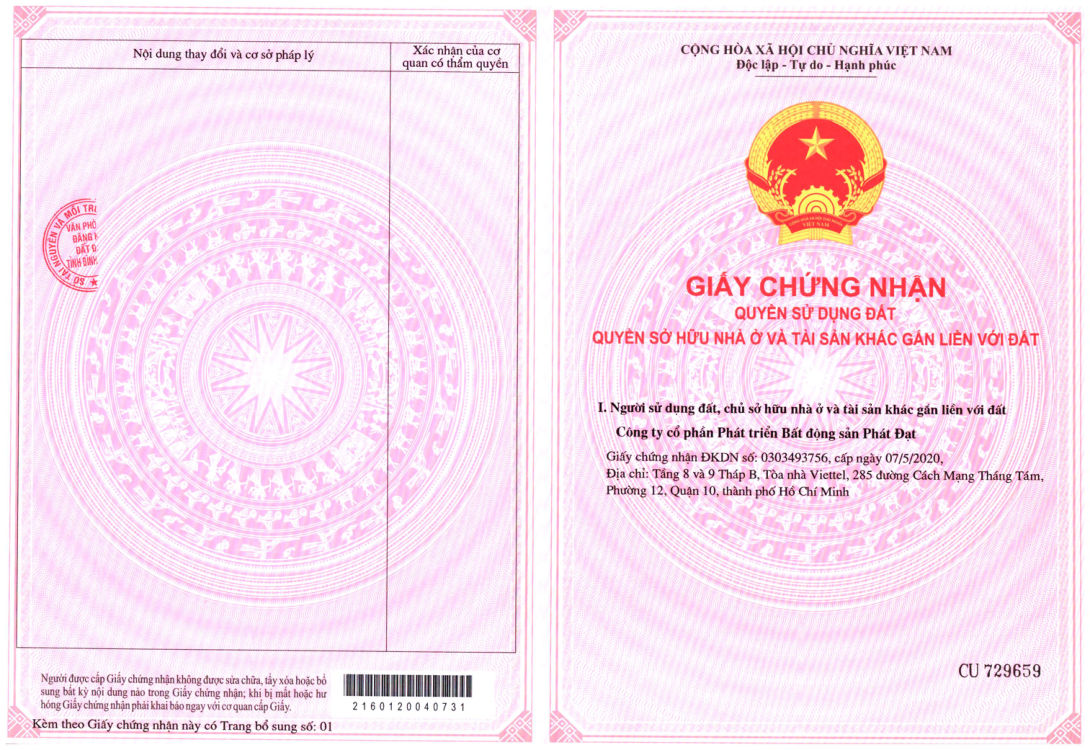 Nội dung thay đổi và cơ sở pháp lý
Xác nhận của cơ
quan có thẩm quyền
SỞ TÀI NGUYÊN VÀ MÔI TR
VĂN PHÒ
ĐĂNG
ĐẤT Đ
TỈNH BÌNH
Người được cấp Giấy chứng nhận không được sửa chữa, tẩy xóa hoặc bổ
sung bất kỳ nội dung nào trong Giấy chứng nhận; khi bị mất hoặc hư
hỏng Giấy chứng nhận phải khai báo ngay với cơ quan cấp Giấy.
2160120040731
Kèm theo Giấy chứng nhận này có Trang bổ sung số: 01
CỘNG HÒA XÃ HỘI CHỦ NGHĨA VIỆT NAM
Độc lập - Tự do - Hạnh phúc
VIỆT NAM
GIẤY CHỨNG NHẬN
QUYỀN SỬ DỤNG ĐẤT
QUYỀN SỞ HỮU NHÀ Ở VÀ TÀI SẢN KHÁC GẮN LIỀN VỚI ĐẤT
I. Người sử dụng đất, chủ sở hữu nhà ở và tài sản khác gắn liền với đất
Công ty cổ phần Phát triển Bất động sản Phát Đạt
Giấy chứng nhận ĐKDN số: 0303493756, cấp ngày 07/5/2020,
Địa chỉ: Tầng 8 và 9 Tháp B, Tòa nhà Viettel, 285 đường Cách Mạng Tháng Tám,
Phường 12, Quận 10, thành phố Hồ Chí Minh
CU 729659